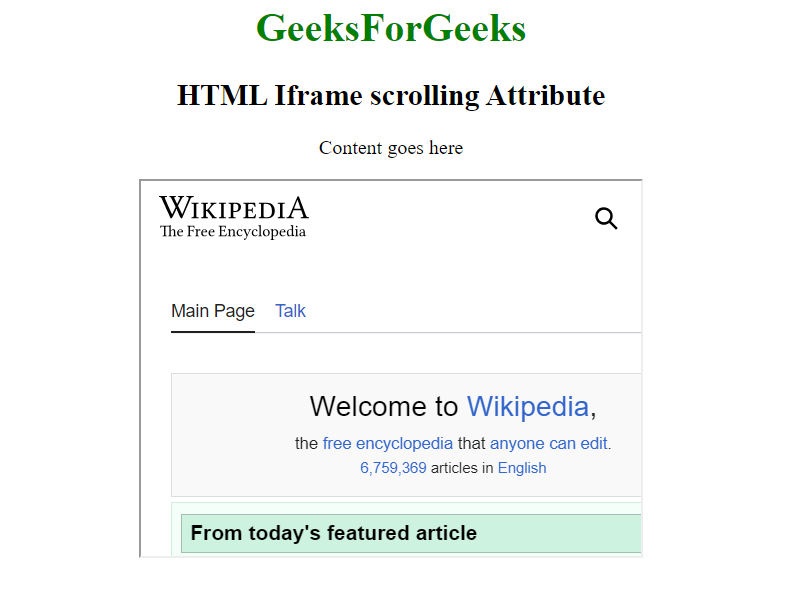 GeeksForGeeks
HTML Iframe scrolling Attribute
Content goes here
WIKIPEDIA
The Free Encyclopedia
Main Page Talk
Welcome to Wikipedia,
the free encyclopedia that anyone can edit.
6,759,369 articles in English
From today's featured article